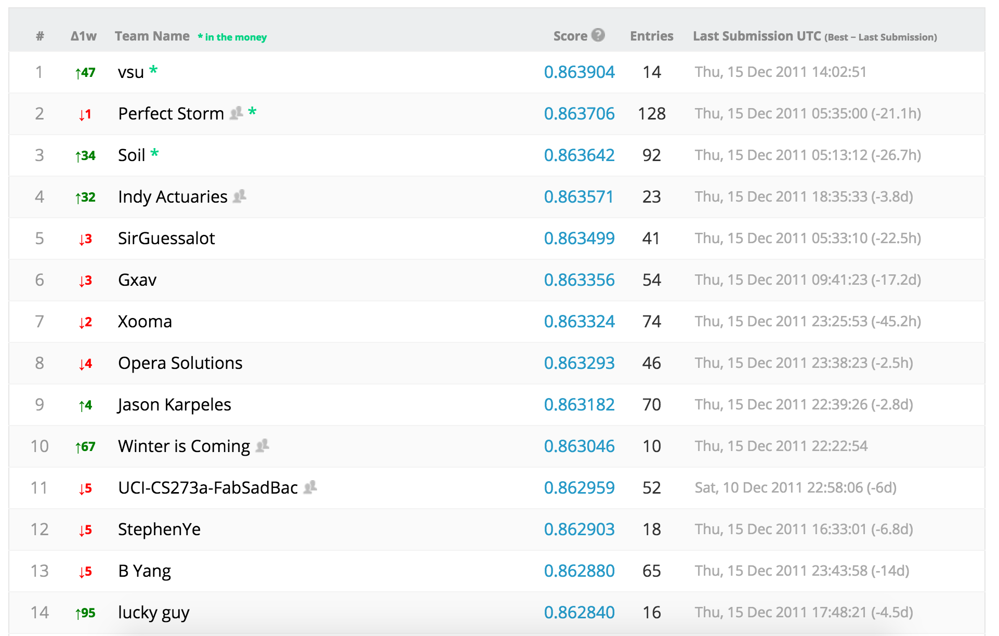 # Δ1w Team Name * in the money Score ? Entries Last Submission UTC (Best – Last Submission)
1 ↑47 vsu * 0.863904 14 Thu, 15 Dec 2011 14:02:51
2 ↓1 Perfect Storm * 0.863706 128 Thu, 15 Dec 2011 05:35:00 (-21.1h)
3 ↑34 Soil * 0.863642 92 Thu, 15 Dec 2011 05:13:12 (-26.7h)
4 ↑32 Indy Actuaries 0.863571 23 Thu, 15 Dec 2011 18:35:33 (-3.8d)
5 ↓3 SirGuessalot 0.863499 41 Thu, 15 Dec 2011 05:33:10 (-22.5h)
6 ↓3 Gxav 0.863356 54 Thu, 15 Dec 2011 09:41:23 (-17.2d)
7 ↓2 Xooma 0.863324 74 Thu, 15 Dec 2011 23:25:53 (-45.2h)
8 ↓4 Opera Solutions 0.863293 46 Thu, 15 Dec 2011 23:38:23 (-2.5h)
9 ↑4 Jason Karpeles 0.863182 70 Thu, 15 Dec 2011 22:39:26 (-2.8d)
10 ↑67 Winter is Coming 0.863046 10 Thu, 15 Dec 2011 22:22:54
11 ↓5 UCI-CS273a-FabSadBac 0.862959 52 Sat, 10 Dec 2011 22:58:06 (-6d)
12 ↓5 StephenYe 0.862903 18 Thu, 15 Dec 2011 16:33:01 (-6.8d)
13 ↓5 B Yang 0.862880 65 Thu, 15 Dec 2011 23:43:58 (-14d)
14 ↑95 lucky guy 0.862840 16 Thu, 15 Dec 2011 17:48:21 (-4.5d)